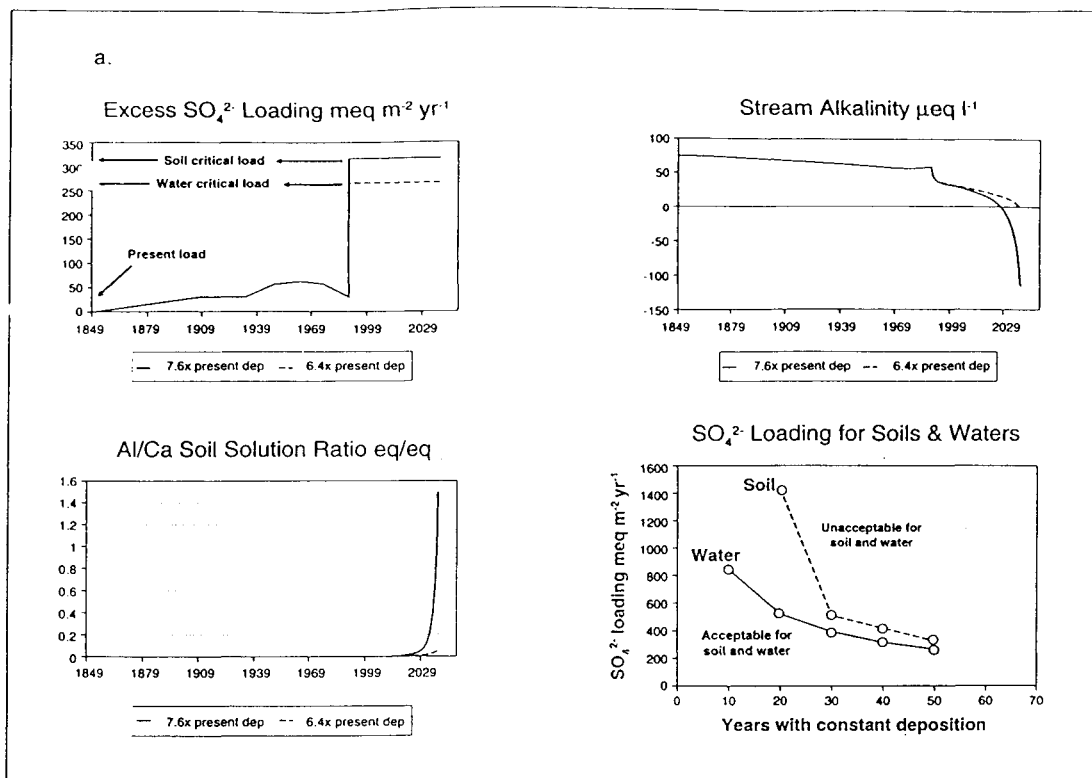 a.
Excess SO₄²⁻ Loading meq m⁻² yr⁻¹
350
300
250
200
150
100
50
0
Soil critical load
Water critical load
Present load
1849 1879 1909 1939 1969 1999 2029
7.6x present dep 6.4x present dep
Stream Alkalinity µeq l⁻¹
100
50
0
-50
-100
-150
1849 1879 1909 1939 1969 1999 2029
7.6x present dep 6.4x present dep
Al/Ca Soil Solution Ratio eq/eq
1.6
1.4
1.2
1
0.8
0.6
0.4
0.2
0
1849 1879 1909 1939 1969 1999 2029
7.6x present dep 6.4x present dep
SO₄²⁻ Loading for Soils & Waters
SO₄²⁻ loading meq m⁻² yr⁻¹
1600
1400
1200
1000
800
600
400
200
0
Soil
Water
Unacceptable for
soil and water
Acceptable for
soil and water
0 10 20 30 40 50 60 70
Years with constant deposition